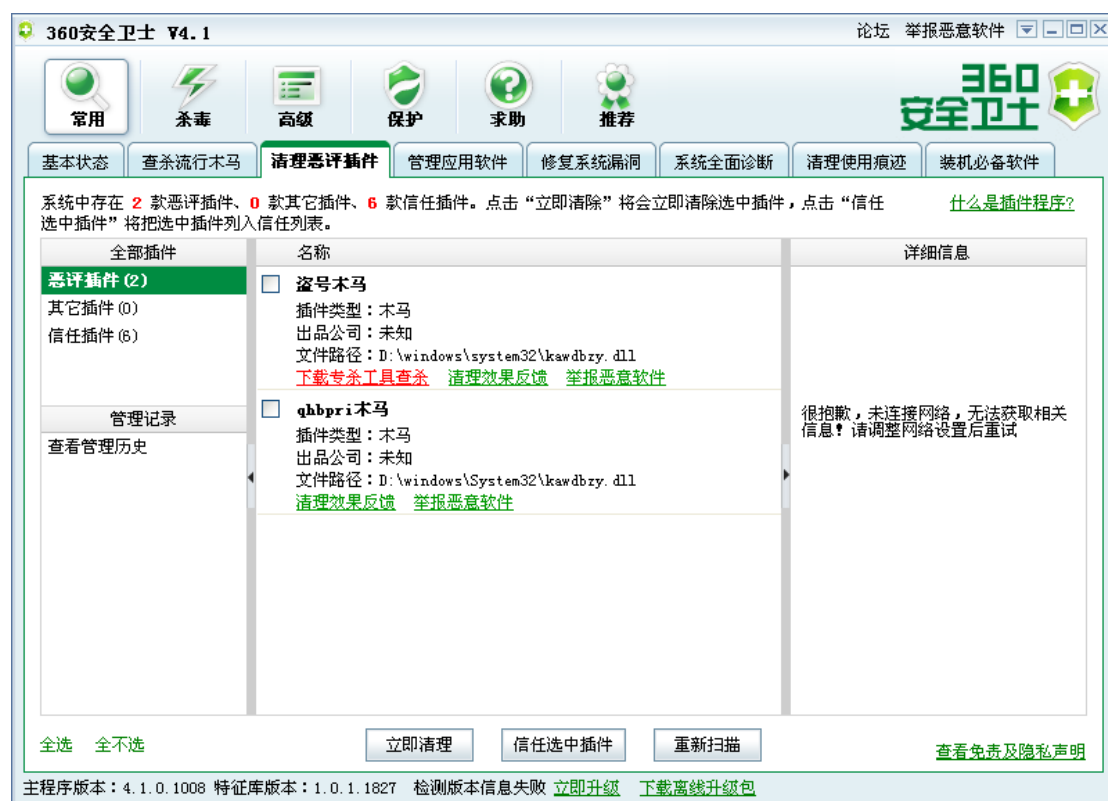 360安全卫士 V4.1
论坛 举报恶意软件
常用 杀毒 高级 保护 求助 推荐
360
安全卫士
基本状态 查杀流行木马 清理恶评插件 管理应用软件 修复系统漏洞 系统全面诊断 清理使用痕迹 装机必备软件
系统中存在 2 款恶评插件、0 款其它插件、6 款信任插件。点击“立即清除”将会立即清除选中插件，点击“信任
选中插件”将把选中插件列入信任列表。
什么是插件程序?
全部插件
恶评插件(2)
其它插件(0)
信任插件(6)
管理记录
查看管理历史
名称
盗号木马
插件类型：木马
出品公司：未知
文件路径：D:\windows\system32\kawdbzy.dll
下载专杀工具查杀 清理效果反馈 举报恶意软件
qhbpri木马
插件类型：木马
出品公司：未知
文件路径：D:\windows\System32\kawdbzy.dll
清理效果反馈 举报恶意软件
详细信息
很抱歉，未连接网络，无法获取相关
信息！请调整网络设置后重试
全选 全不选
立即清理 信任选中插件 重新扫描
查看免责及隐私声明
主程序版本：4.1.0.1008 特征库版本：1.0.1.1827 检测版本信息失败 立即升级 下载离线升级包